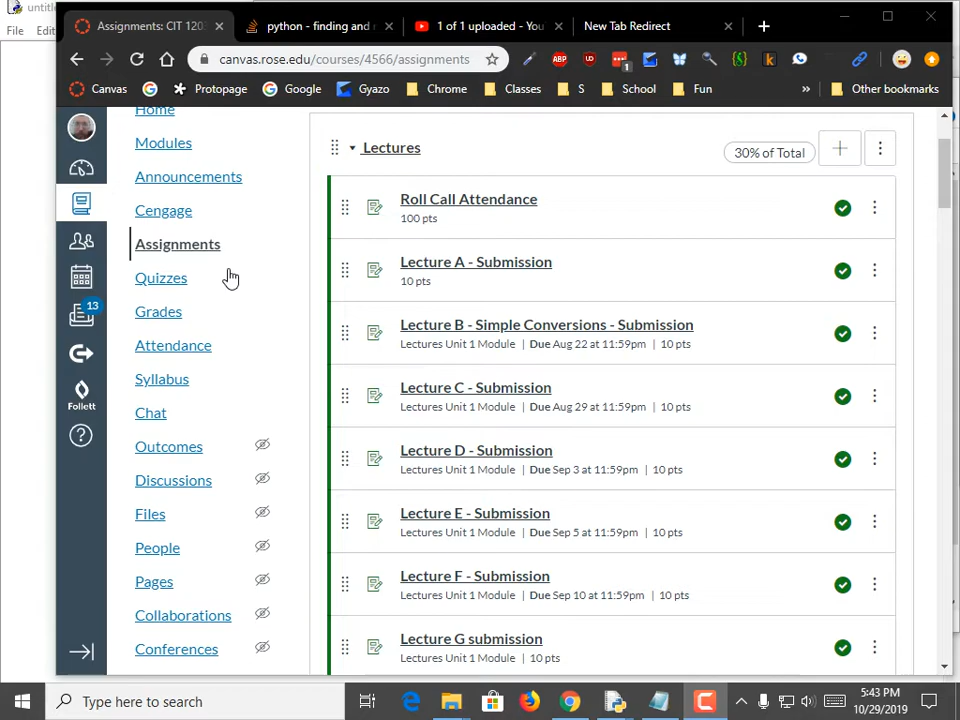 untitl
File Edi
Assignments: CIT 120
python - finding and
1 of 1 uploaded - You
New Tab Redirect
canvas.rose.edu/courses/4566/assignments
ABP
1
Canvas
Protopage
Google
Gyazo
Chrome
Classes
S
School
Fun
»
Other bookmarks
Home
Modules
Announcements
Cengage
Assignments
Quizzes
Grades
Attendance
Syllabus
Chat
Outcomes
Discussions
Files
People
Pages
Collaborations
Conferences
13
Follett
Lectures
30% of Total
Roll Call Attendance
100 pts
Lecture A - Submission
10 pts
Lecture B - Simple Conversions - Submission
Lectures Unit 1 Module | Due Aug 22 at 11:59pm | 10 pts
Lecture C - Submission
Lectures Unit 1 Module | Due Aug 29 at 11:59pm | 10 pts
Lecture D - Submission
Lectures Unit 1 Module | Due Sep 3 at 11:59pm | 10 pts
Lecture E - Submission
Lectures Unit 1 Module | Due Sep 5 at 11:59pm | 10 pts
Lecture F - Submission
Lectures Unit 1 Module | Due Sep 10 at 11:59pm | 10 pts
Lecture G submission
Lectures Unit 1 Module | 10 pts
Type here to search
5:43 PM
10/29/2019